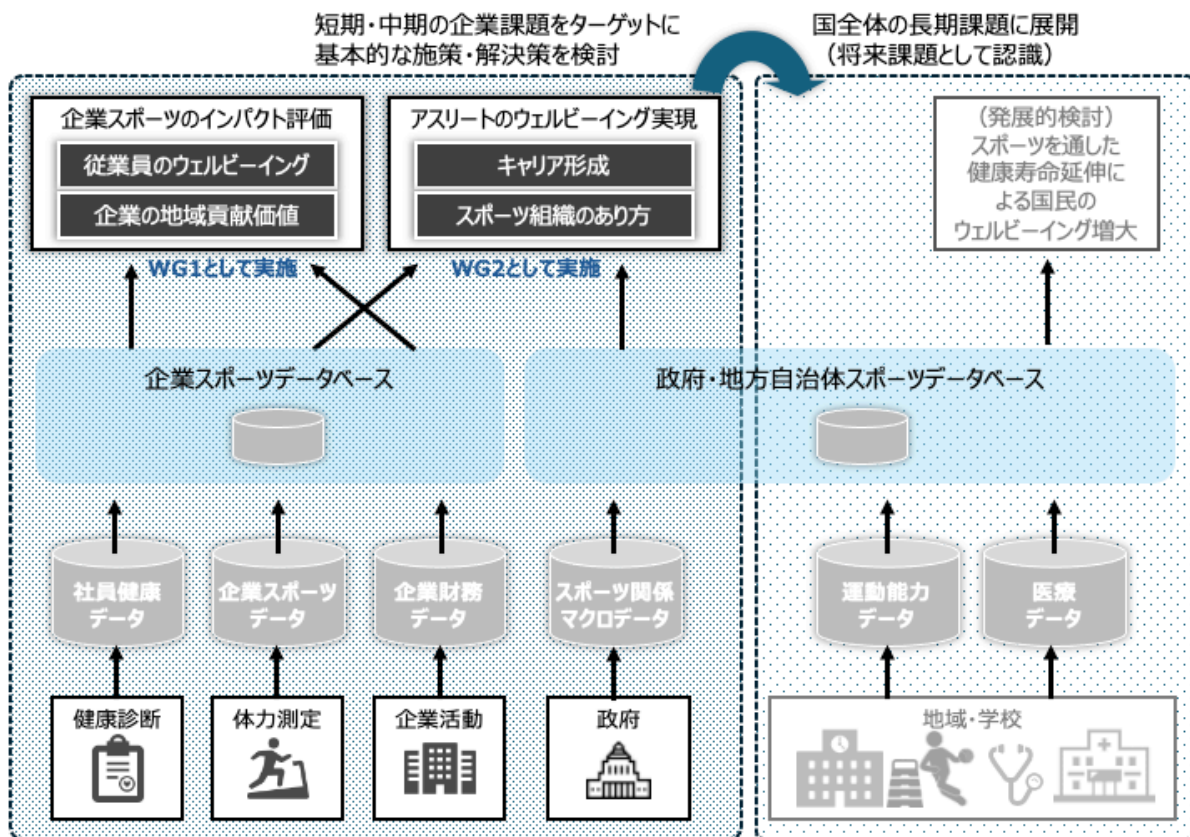 短期・中期の企業課題をターゲットに
基本的な施策・解決策を検討
国全体の長期課題に展開
（将来課題として認識）
企業スポーツのインパクト評価
従業員のウェルビーイング
企業の地域貢献価値
WG1として実施
アスリートのウェルビーイング実現
キャリア形成
スポーツ組織のあり方
WG2として実施
（発展的検討）
スポーツを通した
健康寿命延伸に
よる国民の
ウェルビーイング増大
企業スポーツデータベース
政府・地方自治体スポーツデータベース
社員健康
データ
企業スポーツ
データ
企業財務
データ
スポーツ関係
マクロデータ
運動能力
データ
医療
データ
健康診断
体力測定
企業活動
政府
地域・学校